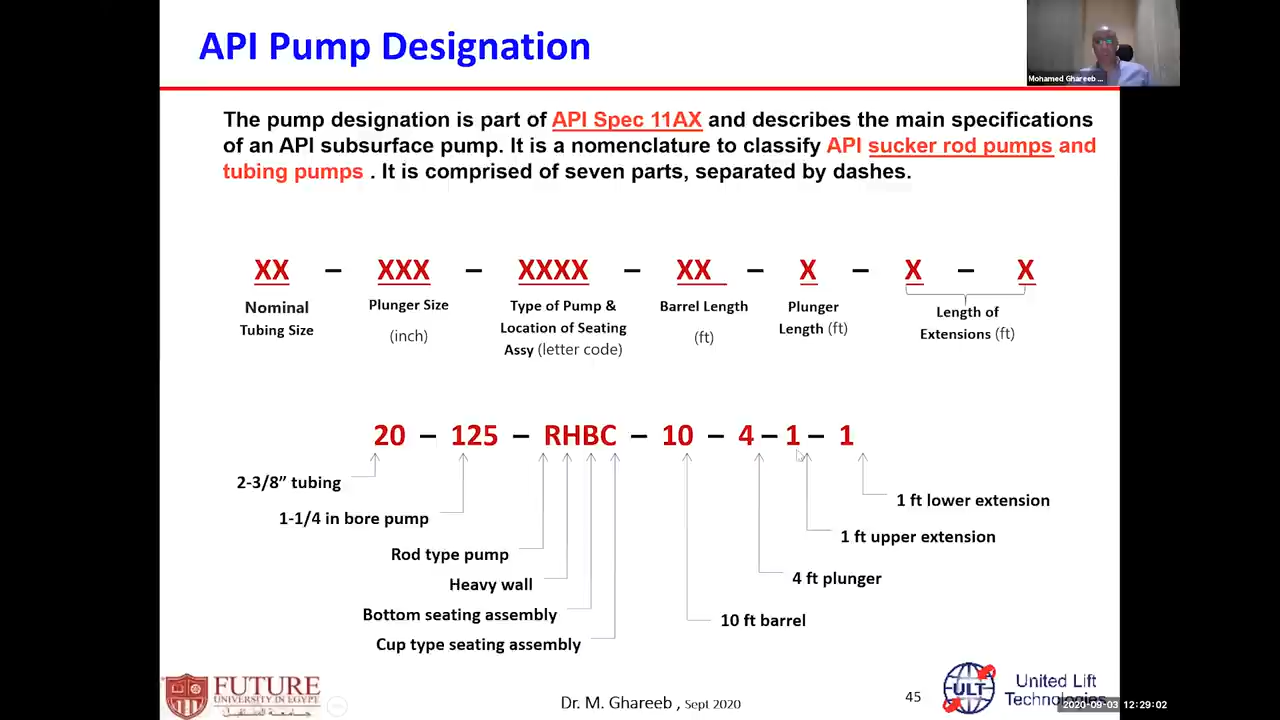 API Pump Designation
Mohamed Ghareeb ...
The pump designation is part of API Spec 11AX and describes the main specifications
of an API subsurface pump. It is a nomenclature to classify API sucker rod pumps and
tubing pumps . It is comprised of seven parts, separated by dashes.
XX – XXX – XXXX – XX – X – X – X
Nominal
Tubing Size
Plunger Size
(inch)
Type of Pump &
Location of Seating
Assy (letter code)
Barrel Length
(ft)
Plunger
Length (ft)
Length of
Extensions (ft)
20 – 125 – RHBC – 10 – 4 – 1 – 1
2-3/8” tubing
1-1/4 in bore pump
Rod type pump
Heavy wall
Bottom seating assembly
Cup type seating assembly
1 ft lower extension
1 ft upper extension
4 ft plunger
10 ft barrel
FUTURE
UNIVERSITY IN EGYPT
Dr. M. Ghareeb , Sept 2020
45
ULT
United Lift
Technologies
2020-09-03 12:29:02